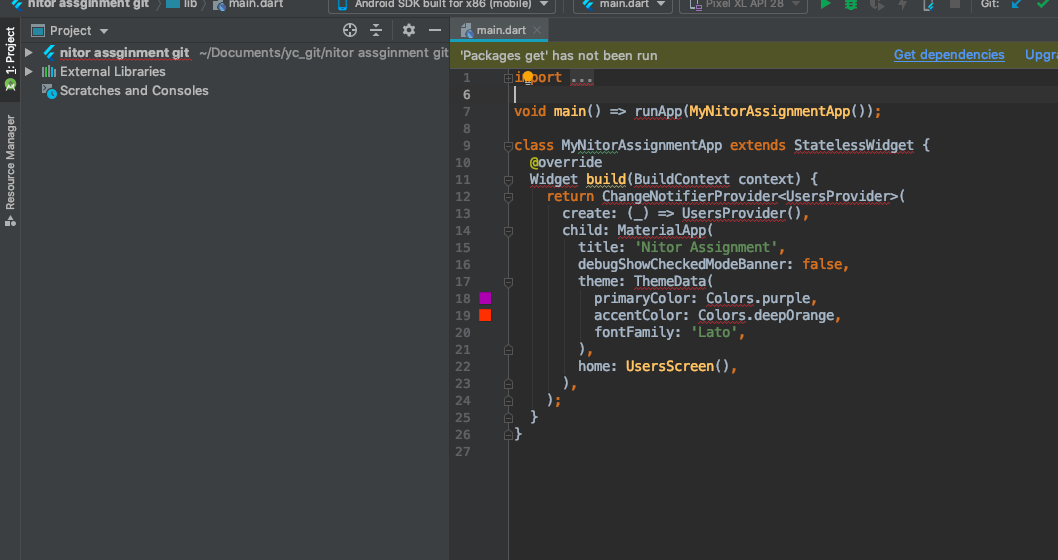 nitor assginment git
lib
main.dart
Android SDK built for x86 (mobile)
main.dart
Pixel XL API 28
Git:
1: Project
Resource Manager
Project
nitor assginment git ~/Documents/yc_git/nitor assginment git
External Libraries
Scratches and Consoles
main.dart
'Packages get' has not been run
Get dependencies
Upgra
1 import ...
6
7 void main() => runApp(MyNitorAssignmentApp());
8
9 class MyNitorAssignmentApp extends StatelessWidget {
10 @override
11 Widget build(BuildContext context) {
12 return ChangeNotifierProvider<UsersProvider>(
13 create: (_) => UsersProvider(),
14 child: MaterialApp(
15 title: 'Nitor Assignment',
16 debugShowCheckedModeBanner: false,
17 theme: ThemeData(
18 primaryColor: Colors.purple,
19 accentColor: Colors.deepOrange,
20 fontFamily: 'Lato',
21 ),
22 home: UsersScreen(),
23 ),
24 );
25 }
26 }
27